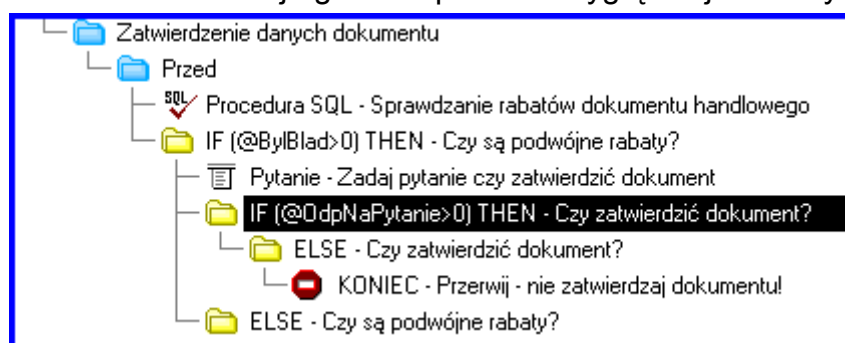 Zatwierdzenie danych dokumentu
Przed
SQL Procedura SQL - Sprawdzanie rabatów dokumentu handlowego
IF (@BylBlad>0) THEN - Czy są podwójne rabaty?
Pytanie - Zadaj pytanie czy zatwierdzić dokument
IF (@OdpNaPytanie>0) THEN - Czy zatwierdzić dokument?
ELSE - Czy zatwierdzić dokument?
KONIEC - Przerwij - nie zatwierdzaj dokumentu!
ELSE - Czy są podwójne rabaty?